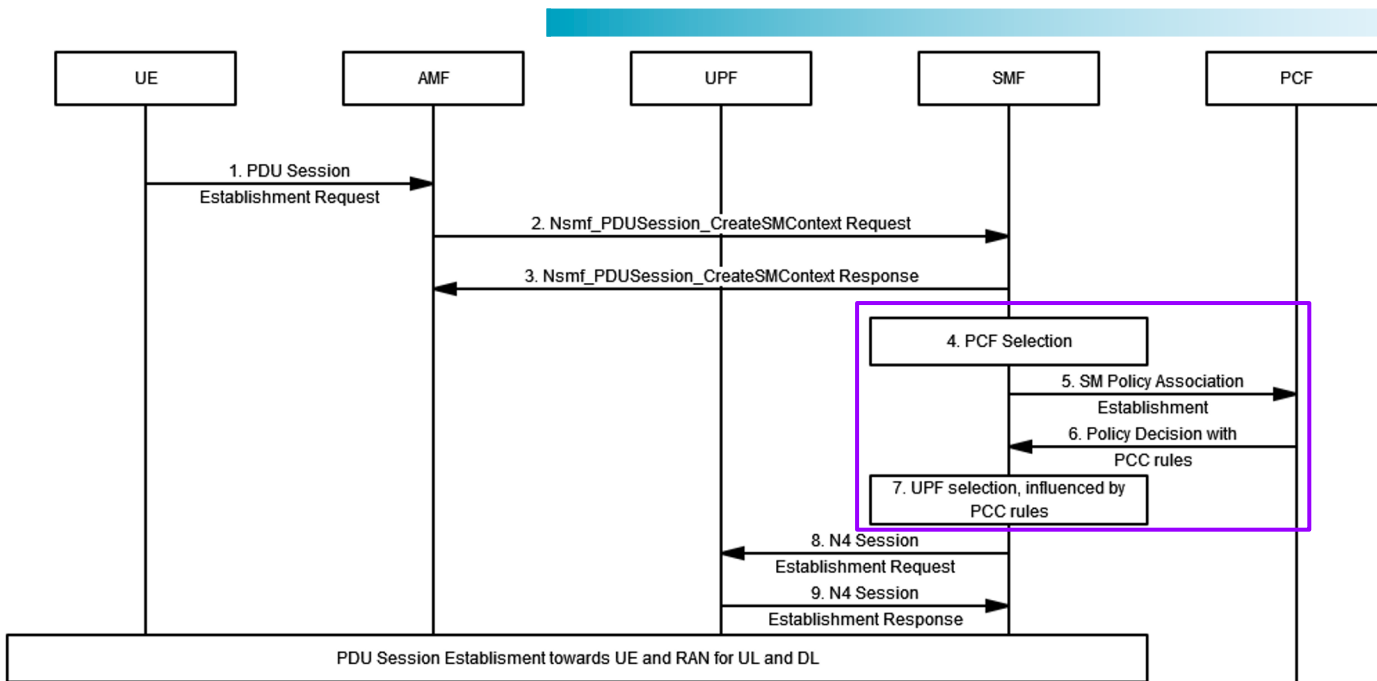 UE
AMF
UPF
SMF
PCF
1. PDU Session
Establishment Request
2. Nsmf_PDUSession_CreateSMContext Request
3. Nsmf_PDUSession_CreateSMContext Response
4. PCF Selection
5. SM Policy Association
Establishment
6. Policy Decision with
PCC rules
7. UPF selection, influenced by
PCC rules
8. N4 Session
Establishment Request
9. N4 Session
Establishment Response
PDU Session Establisment towards UE and RAN for UL and DL